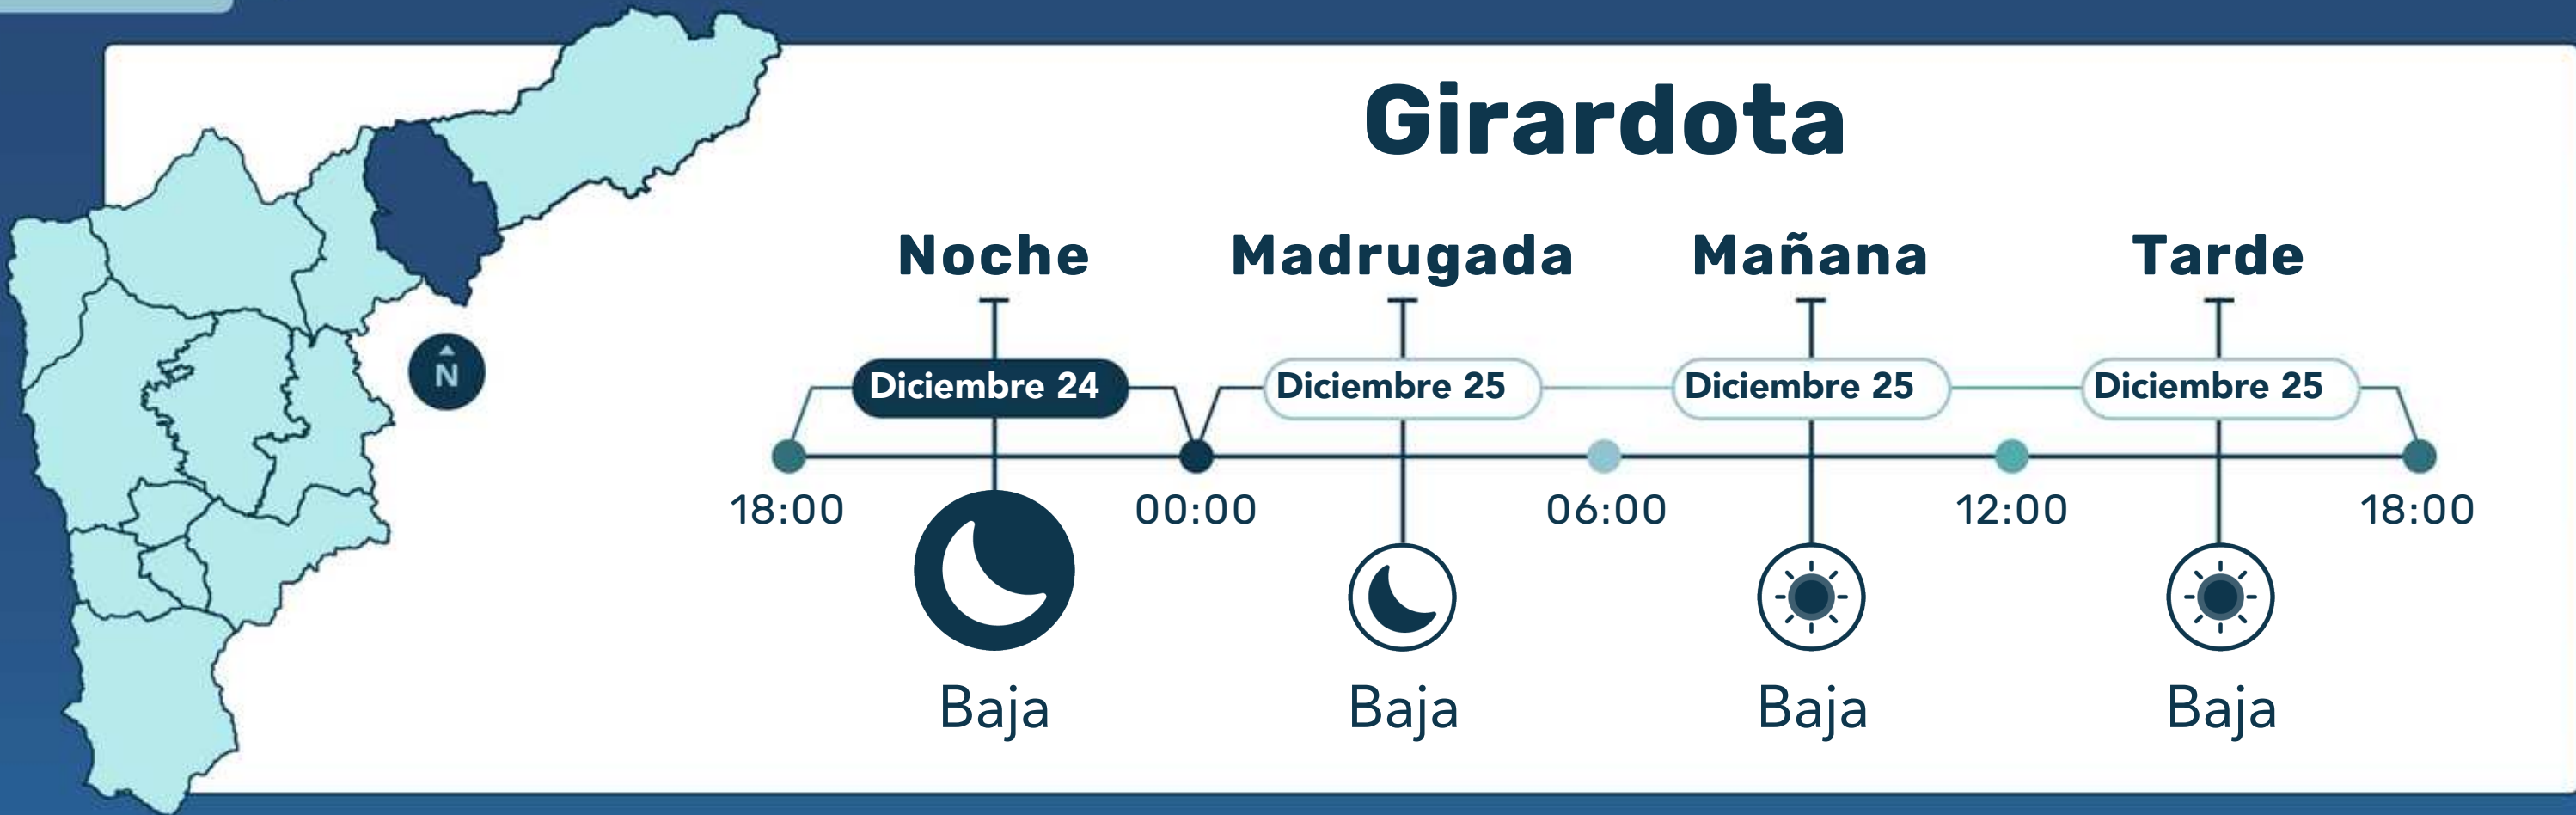 Girardota
Noche Madrugada Mañana Tarde
Diciembre 24 Diciembre 25 Diciembre 25 Diciembre 25
N
18:00 00:00 06:00 12:00 18:00
Baja Baja Baja Baja